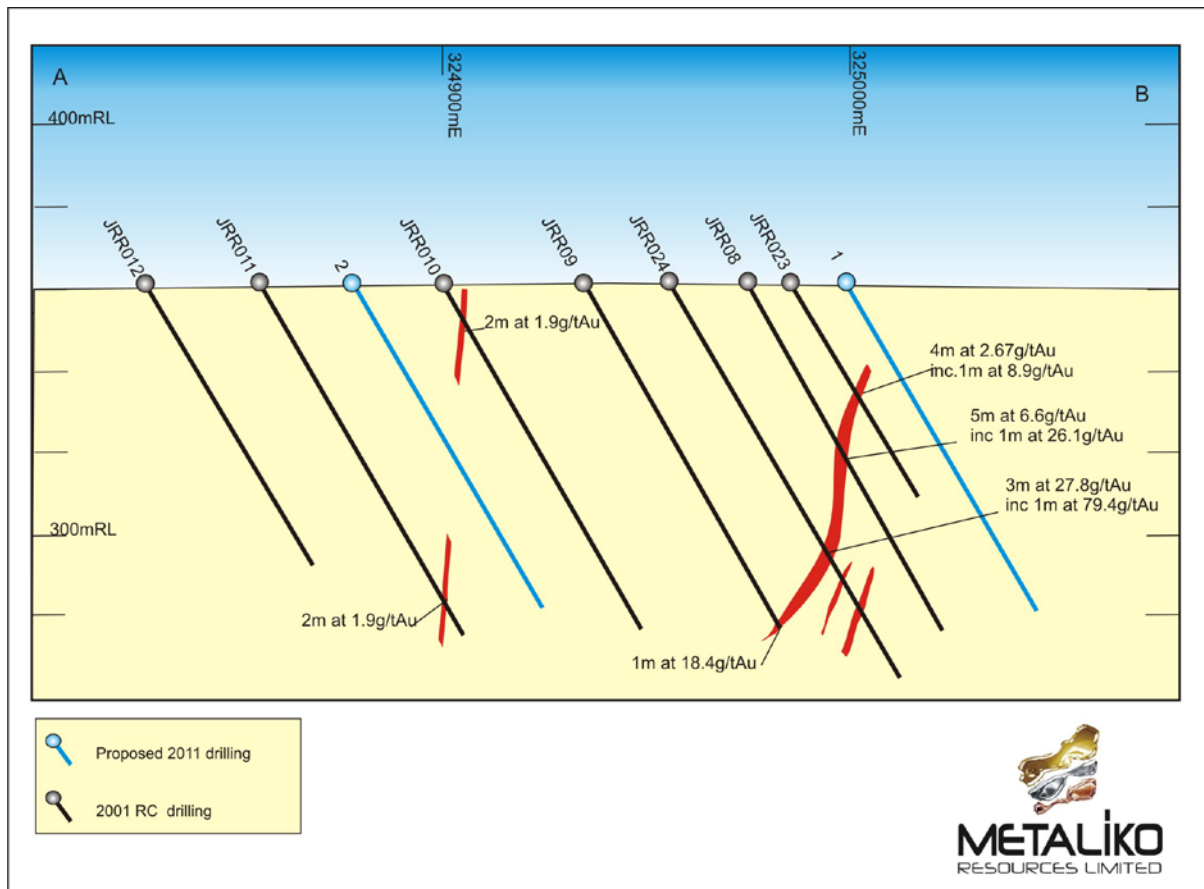 A
324900mE
325000mE
B
400mRL
JRR012
JRR011
2
JRR010
JRR09
JRR024
JRR08
JRR023
1
2m at 1.9g/tAu
4m at 2.67g/tAu
inc.1m at 8.9g/tAu
5m at 6.6g/tAu
inc 1m at 26.1g/tAu
3m at 27.8g/tAu
inc 1m at 79.4g/tAu
300mRL
2m at 1.9g/tAu
1m at 18.4g/tAu
Proposed 2011 drilling
2001 RC drilling
METALIKO
RESOURCES LIMITED